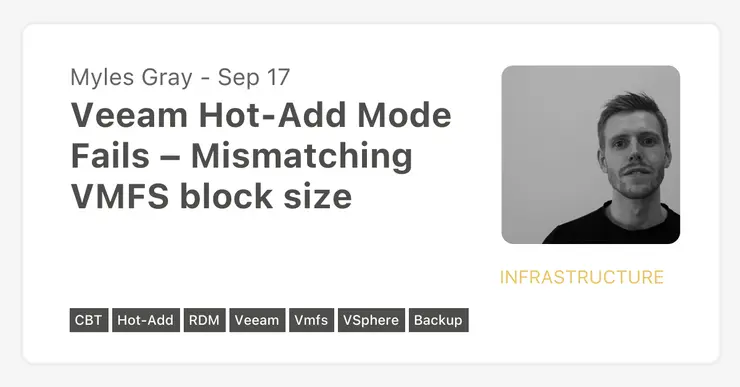 Myles Gray - Sep 17
Veeam Hot-Add Mode
Fails – Mismatching
VMFS block size
INFRASTRUCTURE
CBT Hot-Add RDM Veeam Vmfs VSphere Backup